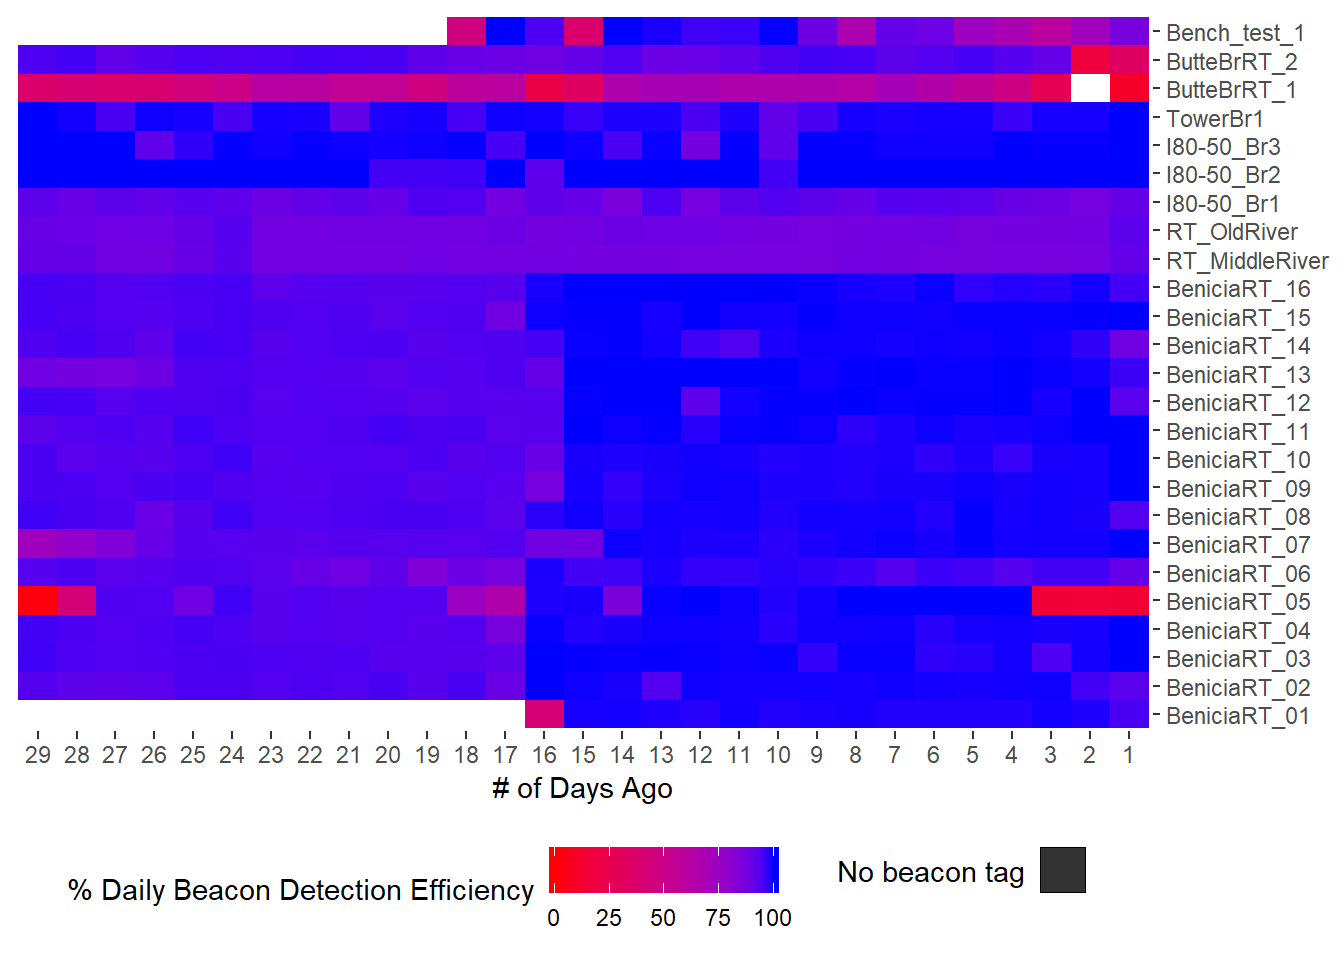 Bench_test_1
ButteBrRT_2
ButteBrRT_1
TowerBr1
I80-50_Br3
I80-50_Br2
I80-50_Br1
RT_OldRiver
RT_MiddleRiver
BeniciaRT_16
BeniciaRT_15
BeniciaRT_14
BeniciaRT_13
BeniciaRT_12
BeniciaRT_11
BeniciaRT_10
BeniciaRT_09
BeniciaRT_08
BeniciaRT_07
BeniciaRT_06
BeniciaRT_05
BeniciaRT_04
BeniciaRT_03
BeniciaRT_02
BeniciaRT_01
29 28 27 26 25 24 23 22 21 20 19 18 17 16 15 14 13 12 11 10 9 8 7 6 5 4 3 2 1
# of Days Ago
% Daily Beacon Detection Efficiency
0 25 50 75 100
No beacon tag